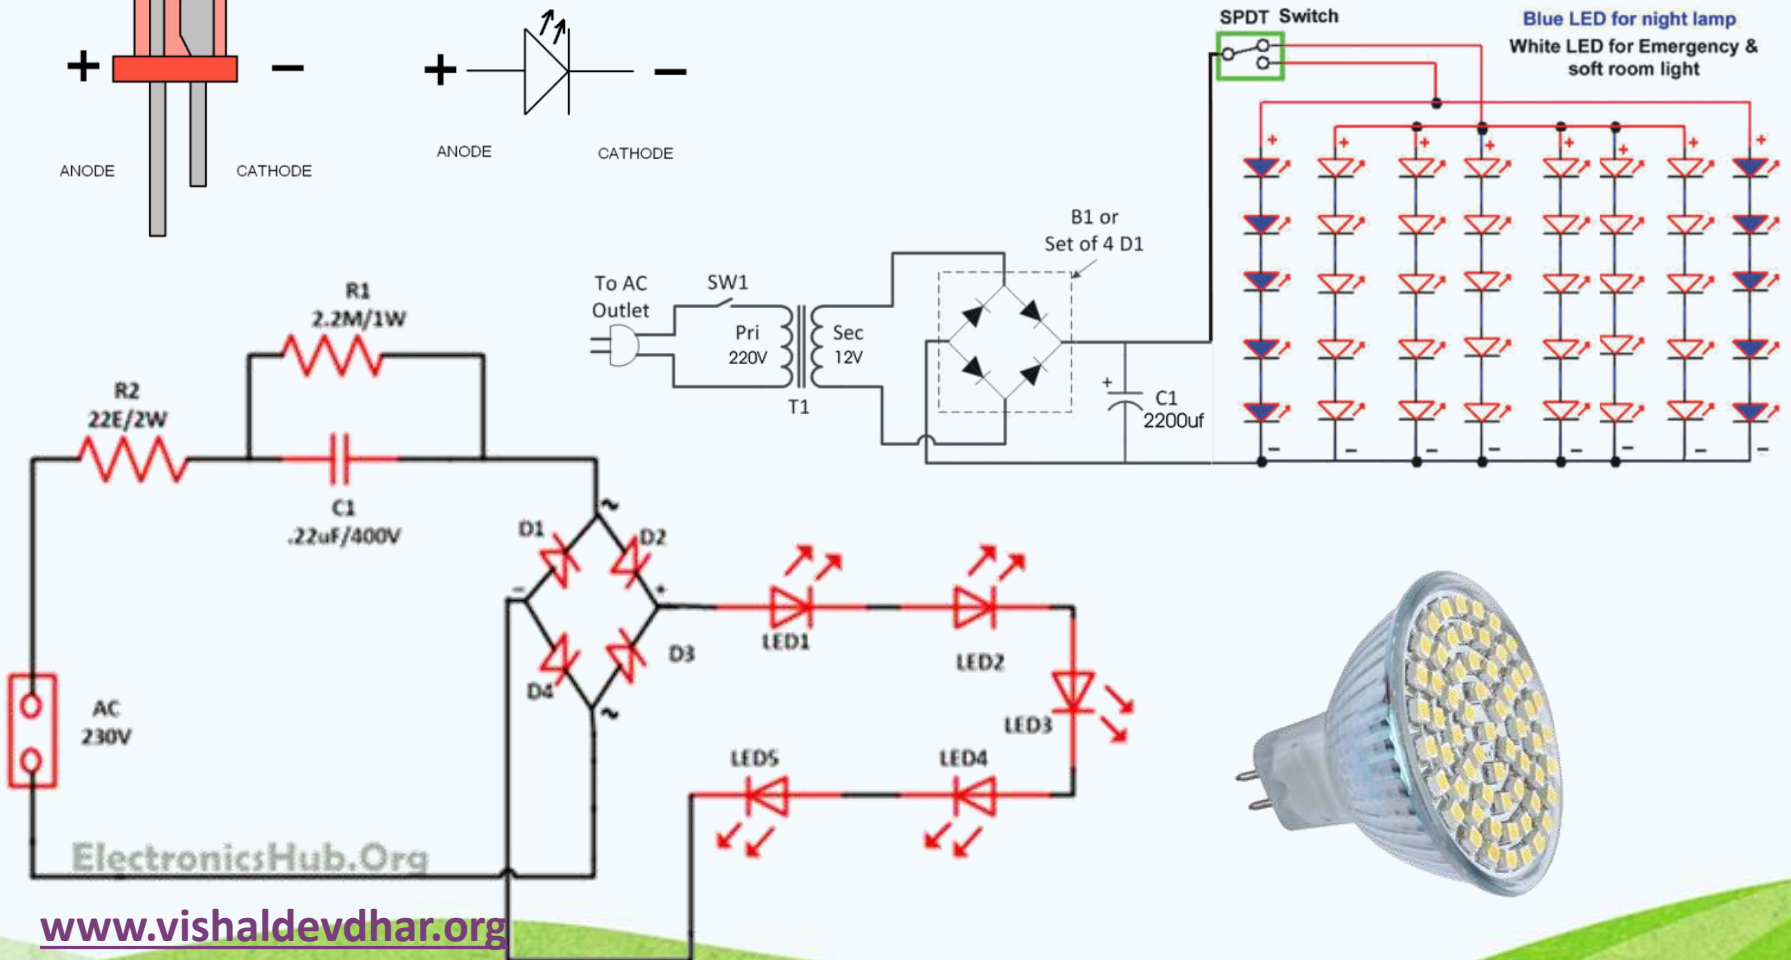 +
−
ANODE
CATHODE
+
−
ANODE
CATHODE
SPDT Switch
Blue LED for night lamp
White LED for Emergency &
soft room light
+ + + + + + + +
− − − − − − − −
B1 or
Set of 4 D1
To AC
Outlet
SW1
Pri
220V
Sec
12V
T1
+
C1
2200uf
R1
2.2M/1W
R2
22E/2W
C1
.22uF/400V
~
D1
D2
−
+
D3
D4
~
AC
230V
LED1
LED2
LED3
LED4
LED5
ElectronicsHub.Org
www.vishaldevdhar.org